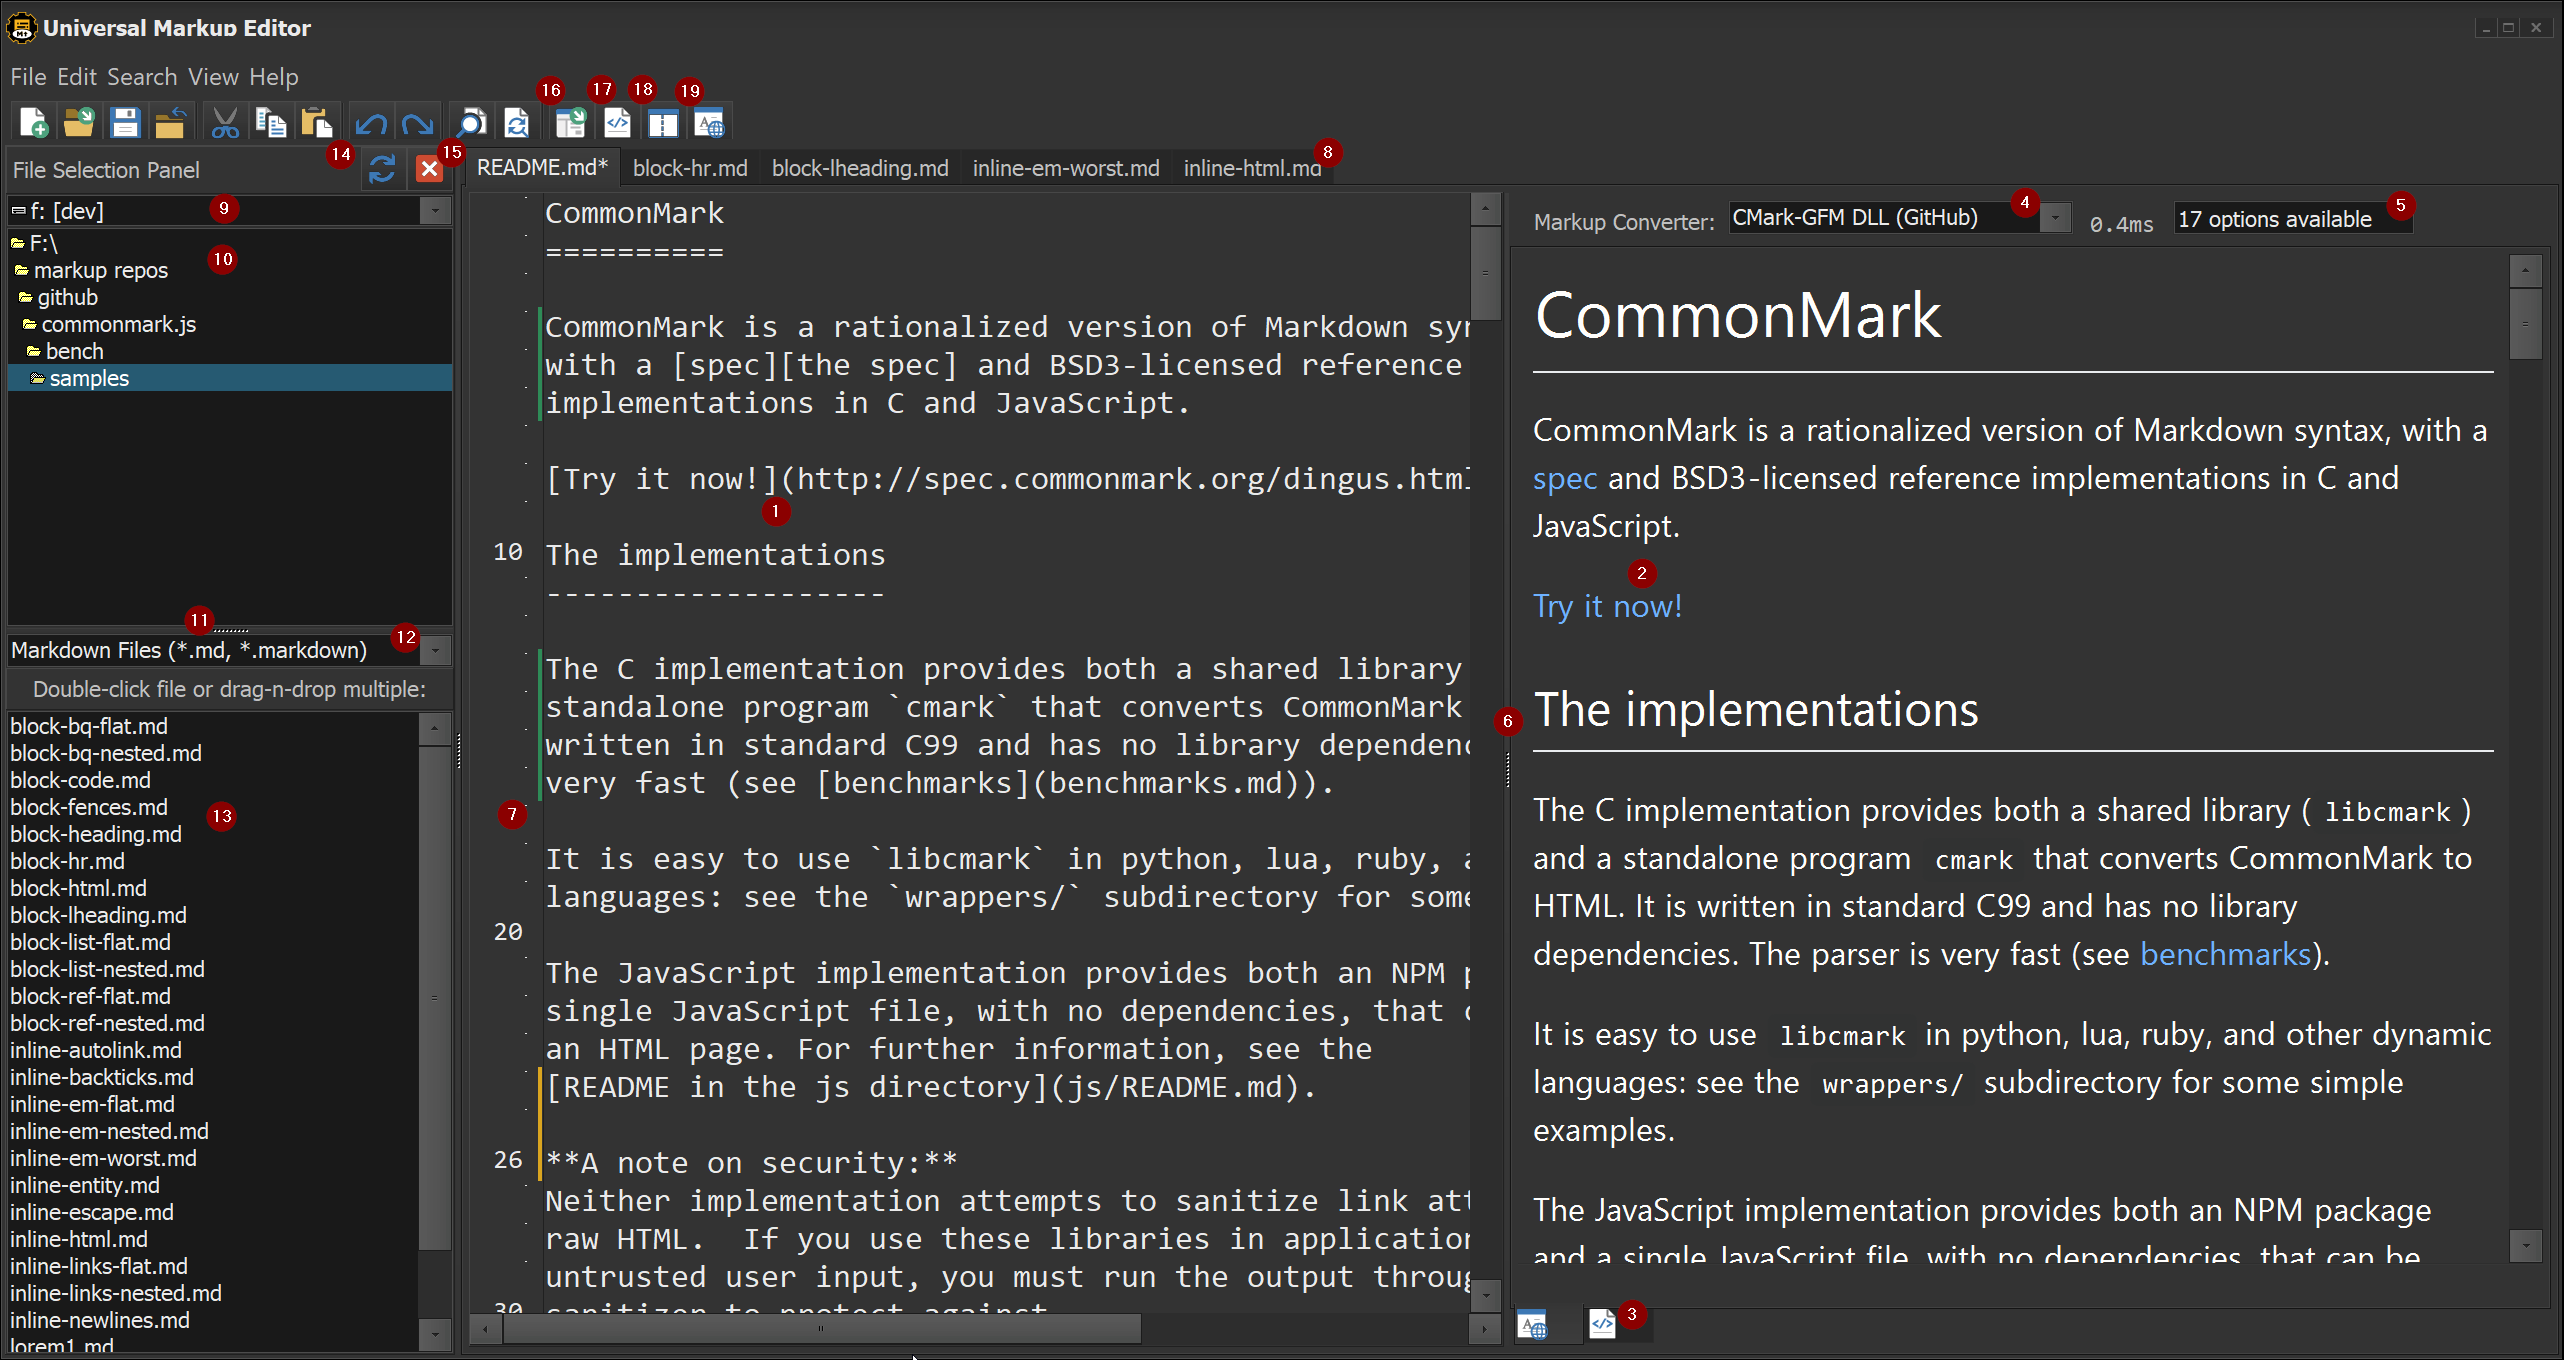 Universal Markup Editor
File Edit Search View Help
16 17 18 19
File Selection Panel
14
15
README.md* block-hr.md block-lheading.md inline-em-worst.md inline-html.md
8
f: [dev]
9
F:\
10
markup repos
github
commonmark.js
bench
samples
11
Markdown Files (*.md, *.markdown)
12
Double-click file or drag-n-drop multiple:
block-bq-flat.md
block-bq-nested.md
block-code.md
block-fences.md
13
block-heading.md
block-hr.md
block-html.md
block-lheading.md
block-list-flat.md
block-list-nested.md
block-ref-flat.md
block-ref-nested.md
inline-autolink.md
inline-backticks.md
inline-em-flat.md
inline-em-nested.md
inline-em-worst.md
inline-entity.md
inline-escape.md
inline-html.md
inline-links-flat.md
inline-links-nested.md
inline-newlines.md
lorem1.md
CommonMark
==========
CommonMark is a rationalized version of Markdown syn
with a [spec][the spec] and BSD3-licensed reference
implementations in C and JavaScript.
[Try it now!](http://spec.commonmark.org/dingus.html
1
10 The implementations
-------------------
The C implementation provides both a shared library
standalone program `cmark` that converts CommonMark
written in standard C99 and has no library dependenc
very fast (see [benchmarks](benchmarks.md)).
7
It is easy to use `libcmark` in python, lua, ruby, a
languages: see the `wrappers/` subdirectory for some
20
The JavaScript implementation provides both an NPM p
single JavaScript file, with no dependencies, that c
an HTML page. For further information, see the
[README in the js directory](js/README.md).
26 **A note on security:**
Neither implementation attempts to sanitize link att
raw HTML.  If you use these libraries in application
untrusted user input, you must run the output throug
30 sanitizer to protect against
6
Markup Converter: CMark-GFM DLL (GitHub) 4 0.4ms 17 options available 5
CommonMark
CommonMark is a rationalized version of Markdown syntax, with a
spec and BSD3-licensed reference implementations in C and
JavaScript.
2
Try it now!
The implementations
The C implementation provides both a shared library ( libcmark )
and a standalone program cmark that converts CommonMark to
HTML. It is written in standard C99 and has no library
dependencies. The parser is very fast (see benchmarks).
It is easy to use libcmark in python, lua, ruby, and other dynamic
languages: see the wrappers/ subdirectory for some simple
examples.
The JavaScript implementation provides both an NPM package
and a single JavaScript file, with no dependencies, that can be
3